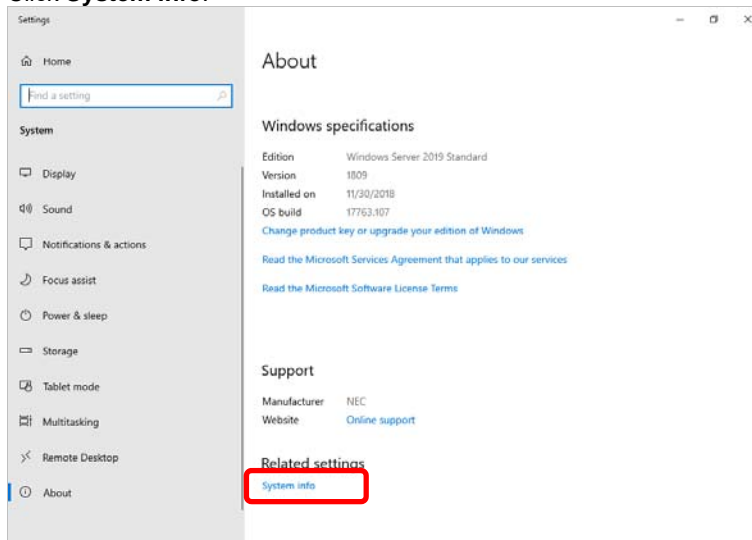 Click System info.
Settings
Home
About
Find a setting
System
Windows specifications
Edition Windows Server 2019 Standard
Display
Version 1809
Installed on 11/30/2018
Sound
OS build 17763.107
Change product key or upgrade your edition of Windows
Notifications & actions
Read the Microsoft Services Agreement that applies to our services
Focus assist
Read the Microsoft Software License Terms
Power & sleep
Storage
Support
Tablet mode
Manufacturer NEC
Multitasking
Website Online support
Remote Desktop
Related settings
System info
About